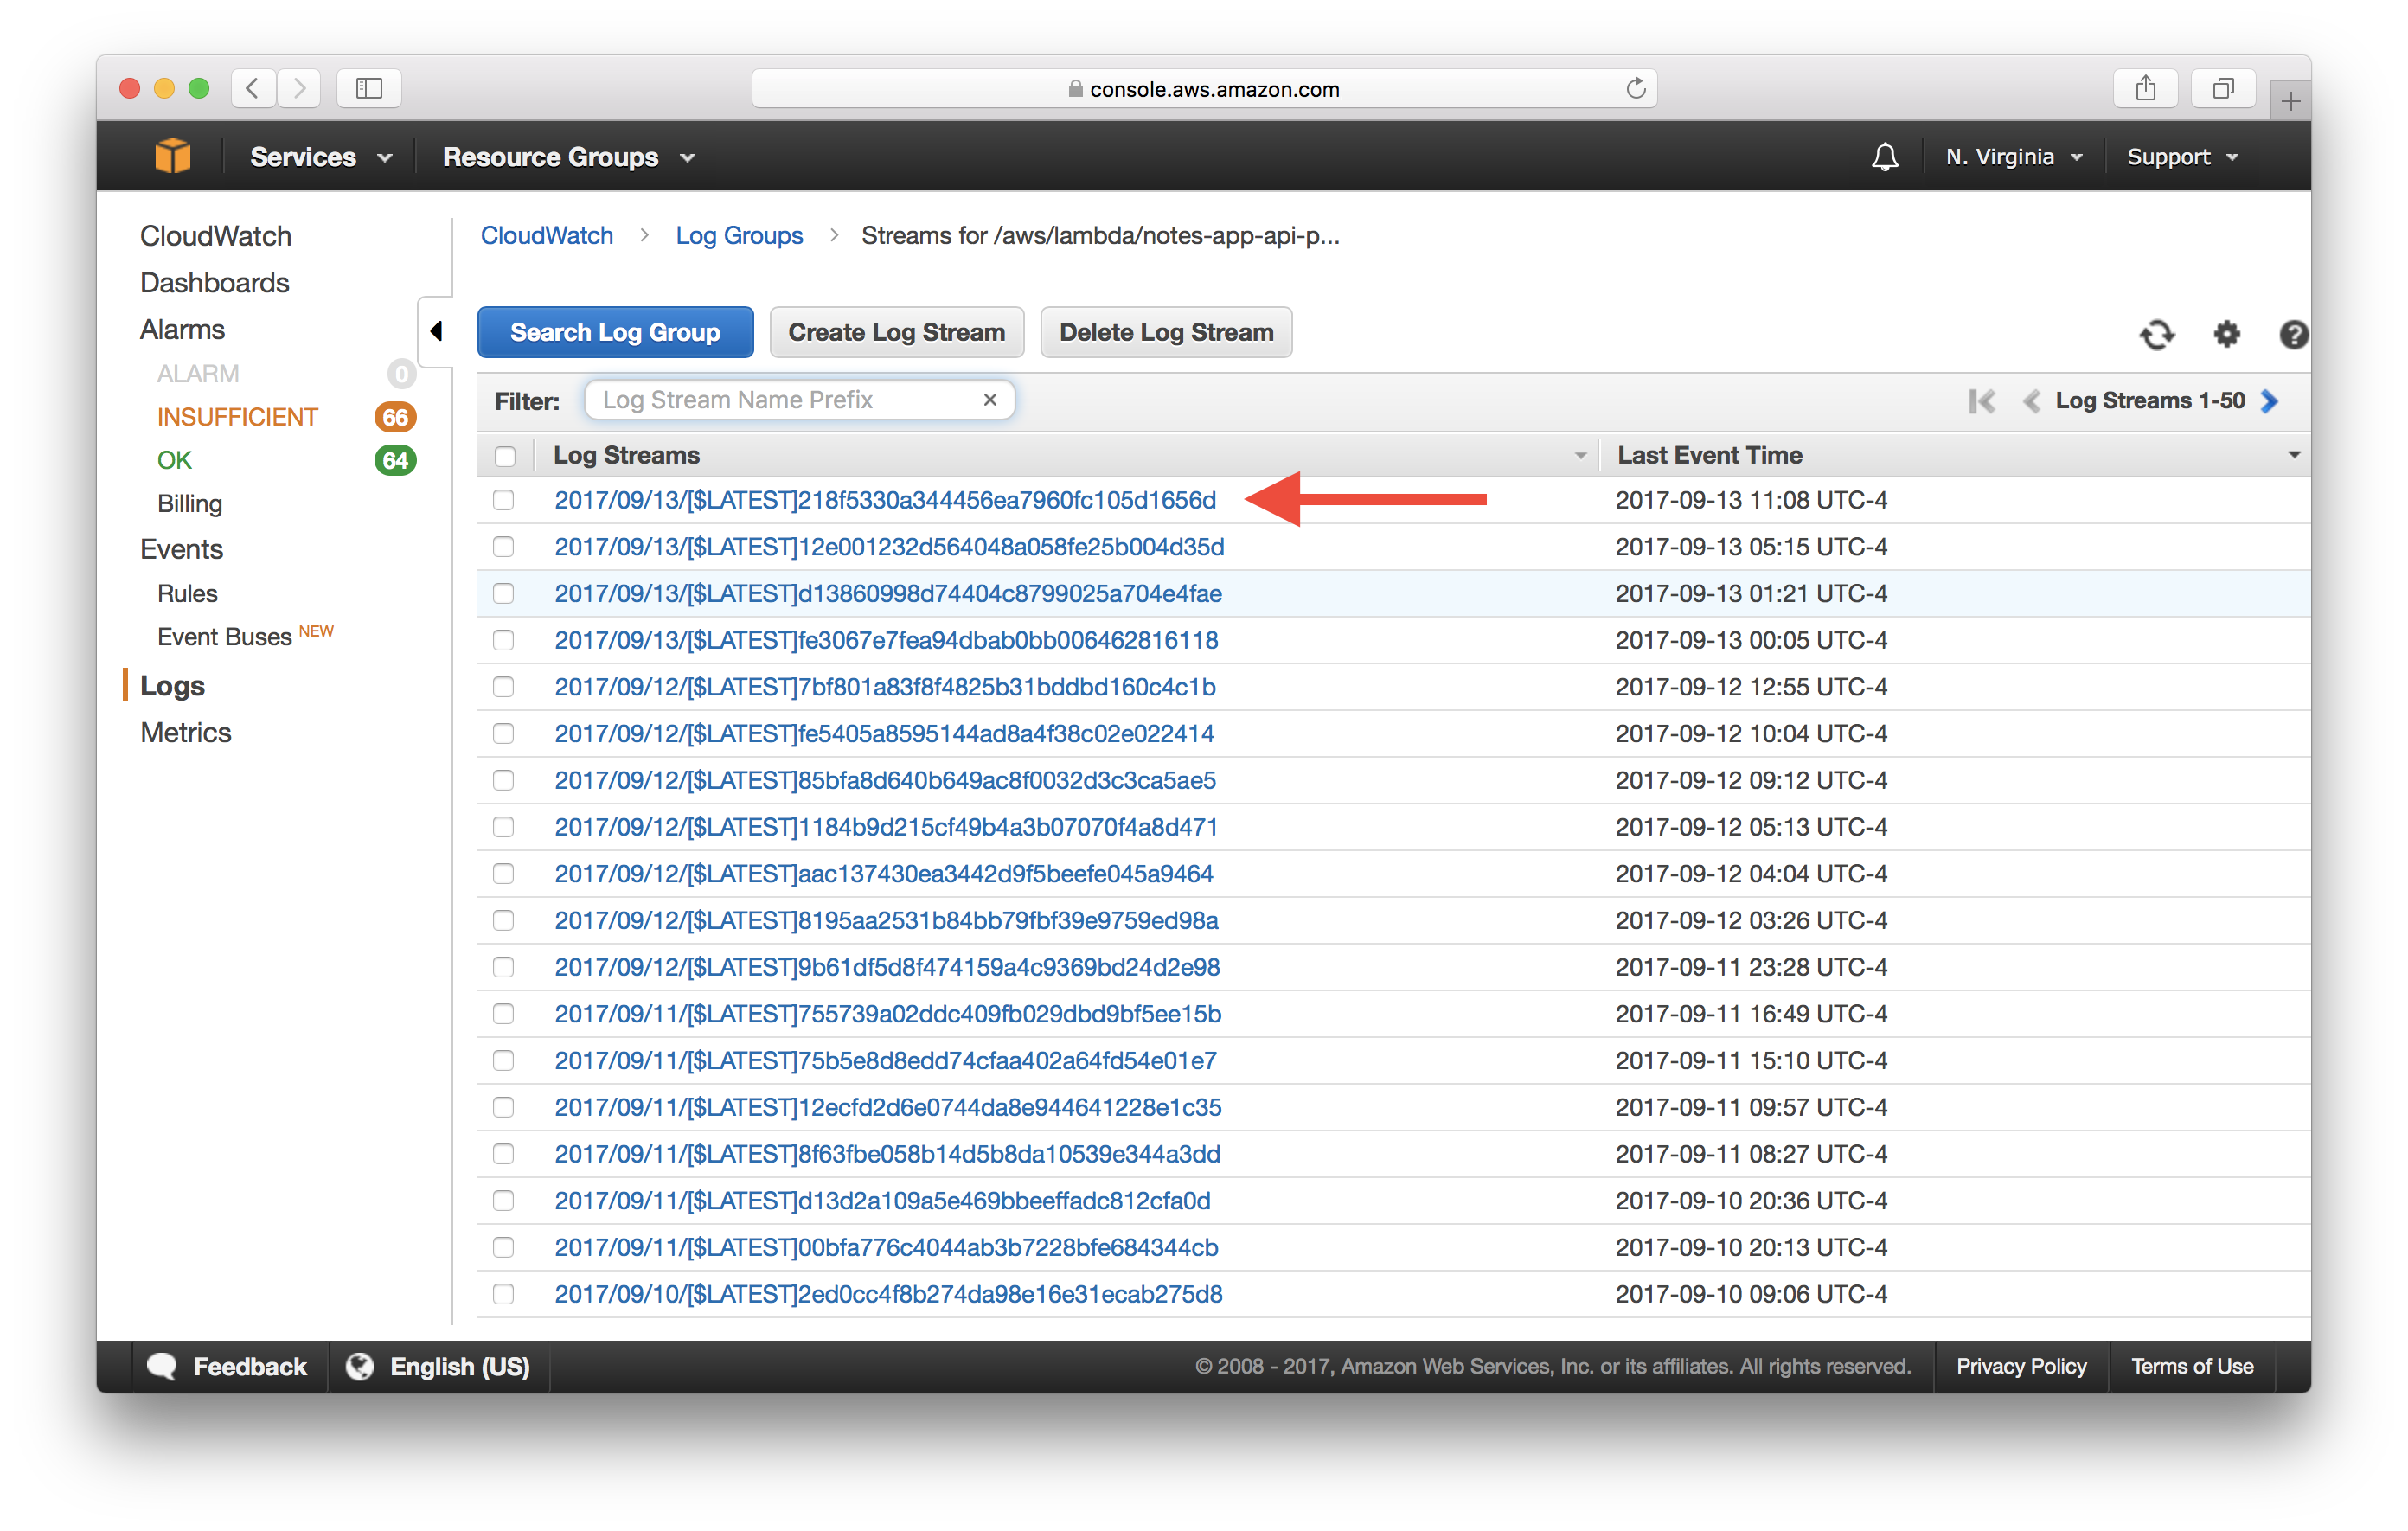 console.aws.amazon.com
Services
Resource Groups
N. Virginia
Support
CloudWatch
Dashboards
Alarms
ALARM 0
INSUFFICIENT 66
OK 64
Billing
Events
Rules
Event Buses NEW
Logs
Metrics
CloudWatch > Log Groups > Streams for /aws/lambda/notes-app-api-p...
Search Log Group
Create Log Stream
Delete Log Stream
Filter: Log Stream Name Prefix
Log Streams 1-50
Log Streams Last Event Time
2017/09/13/[$LATEST]218f5330a344456ea7960fc105d1656d 2017-09-13 11:08 UTC-4
2017/09/13/[$LATEST]12e001232d564048a058fe25b004d35d 2017-09-13 05:15 UTC-4
2017/09/13/[$LATEST]d13860998d74404c8799025a704e4fae 2017-09-13 01:21 UTC-4
2017/09/13/[$LATEST]fe3067e7fea94dbab0bb006462816118 2017-09-13 00:05 UTC-4
2017/09/12/[$LATEST]7bf801a83f8f4825b31bddbd160c4c1b 2017-09-12 12:55 UTC-4
2017/09/12/[$LATEST]fe5405a8595144ad8a4f38c02e022414 2017-09-12 10:04 UTC-4
2017/09/12/[$LATEST]85bfa8d640b649ac8f0032d3c3ca5ae5 2017-09-12 09:12 UTC-4
2017/09/12/[$LATEST]1184b9d215cf49b4a3b07070f4a8d471 2017-09-12 05:13 UTC-4
2017/09/12/[$LATEST]aac137430ea3442d9f5beefe045a9464 2017-09-12 04:04 UTC-4
2017/09/12/[$LATEST]8195aa2531b84bb79fbf39e9759ed98a 2017-09-12 03:26 UTC-4
2017/09/12/[$LATEST]9b61df5d8f474159a4c9369bd24d2e98 2017-09-11 23:28 UTC-4
2017/09/11/[$LATEST]755739a02ddc409fb029dbd9bf5ee15b 2017-09-11 16:49 UTC-4
2017/09/11/[$LATEST]75b5e8d8edd74cfaa402a64fd54e01e7 2017-09-11 15:10 UTC-4
2017/09/11/[$LATEST]12ecfd2d6e0744da8e944641228e1c35 2017-09-11 09:57 UTC-4
2017/09/11/[$LATEST]8f63fbe058b14d5b8da10539e344a3dd 2017-09-11 08:27 UTC-4
2017/09/11/[$LATEST]d13d2a109a5e469bbeeffadc812cfa0d 2017-09-10 20:36 UTC-4
2017/09/11/[$LATEST]00bfa776c4044ab3b7228bfe684344cb 2017-09-10 20:13 UTC-4
2017/09/10/[$LATEST]2ed0cc4f8b274da98e16e31ecab275d8 2017-09-10 09:06 UTC-4
Feedback
English (US)
© 2008 - 2017, Amazon Web Services, Inc. or its affiliates. All rights reserved.
Privacy Policy
Terms of Use